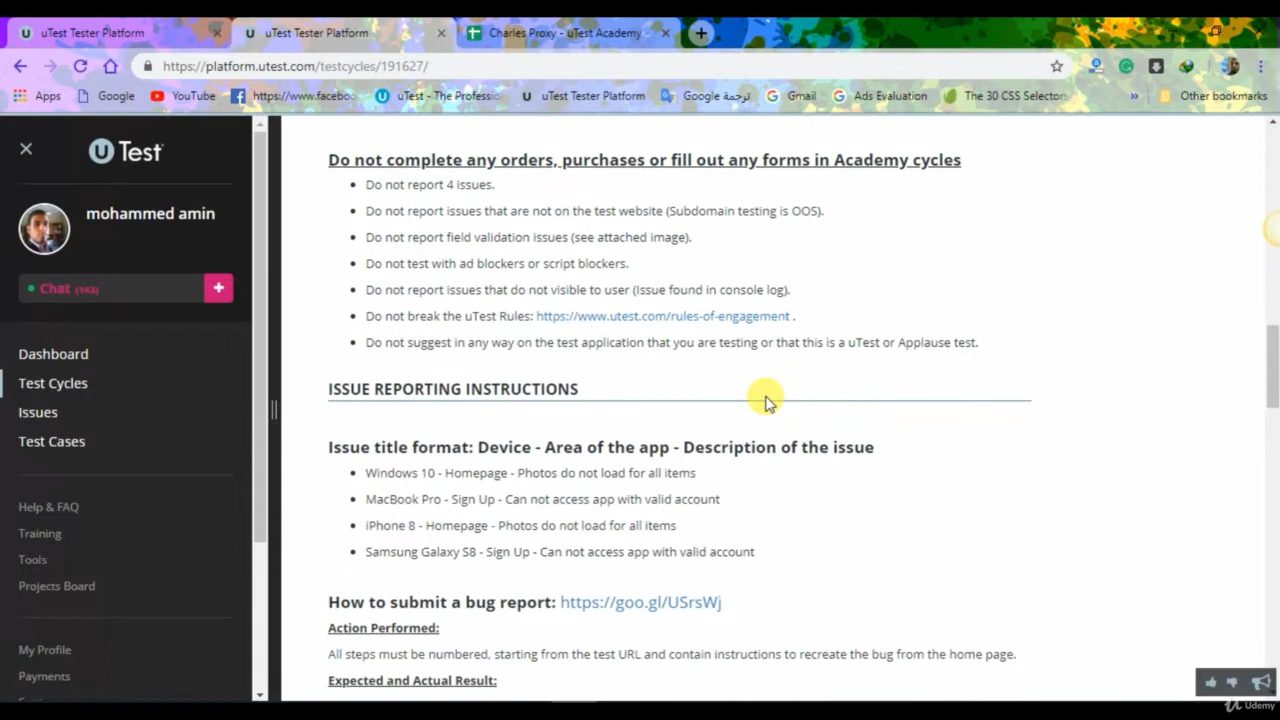 uTest Tester Platform
uTest Tester Platform
Charles Proxy - uTest Academy
https://platform.utest.com/testcycles/191627/
Apps
Google
YouTube
https://www.faceboo
uTest - The Professio
uTest Tester Platform
ترجمة Google
Gmail
Ads Evaluation
The 30 CSS Selectors
»
Other bookmarks
Test
mohammed amin
Chat (143)
+
Dashboard
Test Cycles
Issues
Test Cases
Help & FAQ
Training
Tools
Projects Board
My Profile
Payments
Do not complete any orders, purchases or fill out any forms in Academy cycles
• Do not report 4 issues.
• Do not report issues that are not on the test website (Subdomain testing is OOS).
• Do not report field validation issues (see attached image).
• Do not test with ad blockers or script blockers.
• Do not report issues that do not visible to user (Issue found in console log).
• Do not break the uTest Rules: https://www.utest.com/rules-of-engagement .
• Do not suggest in any way on the test application that you are testing or that this is a uTest or Applause test.
ISSUE REPORTING INSTRUCTIONS
Issue title format: Device - Area of the app - Description of the issue
• Windows 10 - Homepage - Photos do not load for all items
• MacBook Pro - Sign Up - Can not access app with valid account
• iPhone 8 - Homepage - Photos do not load for all items
• Samsung Galaxy S8 - Sign Up - Can not access app with valid account
How to submit a bug report: https://goo.gl/USrsWj
Action Performed:
All steps must be numbered, starting from the test URL and contain instructions to recreate the bug from the home page.
Expected and Actual Result:
Udemy